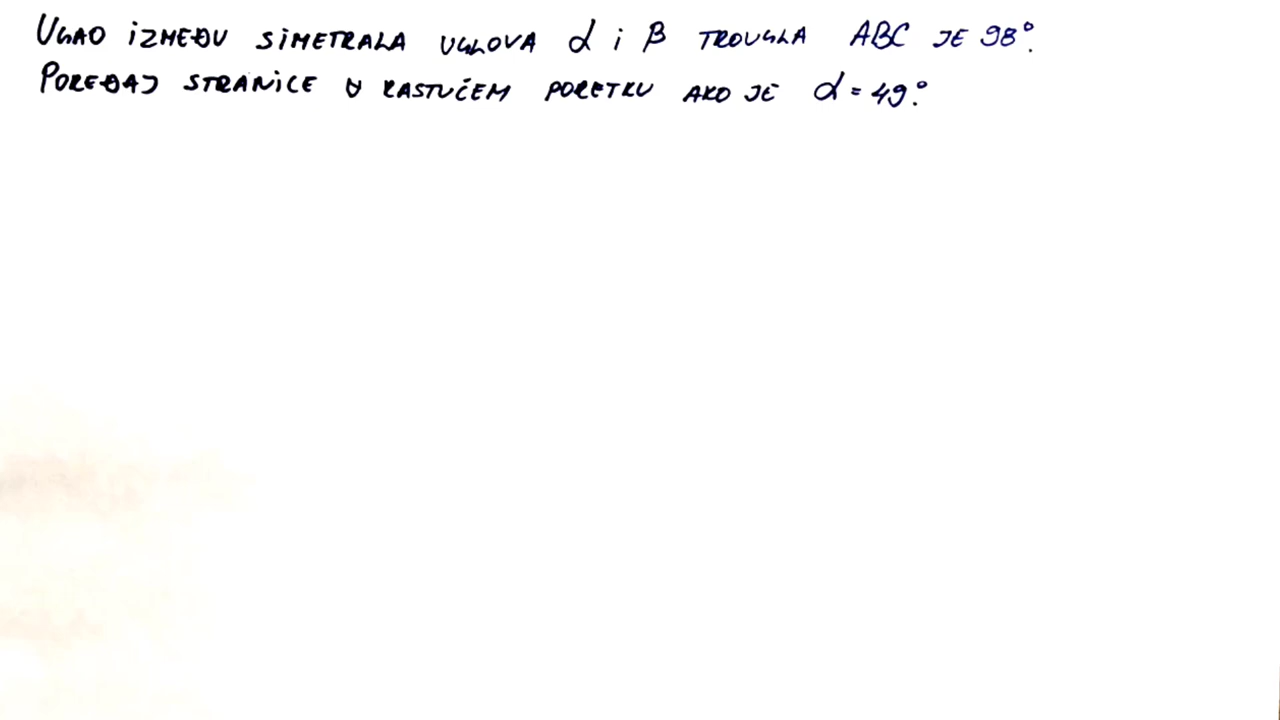 UGAO IZMEĐU SIMETRALA UGLOVA α i β TROUGLA ABC JE 98°.
POREĐAJ STRANICE U RASTUĆEM PORETKU AKO JE α = 49°.